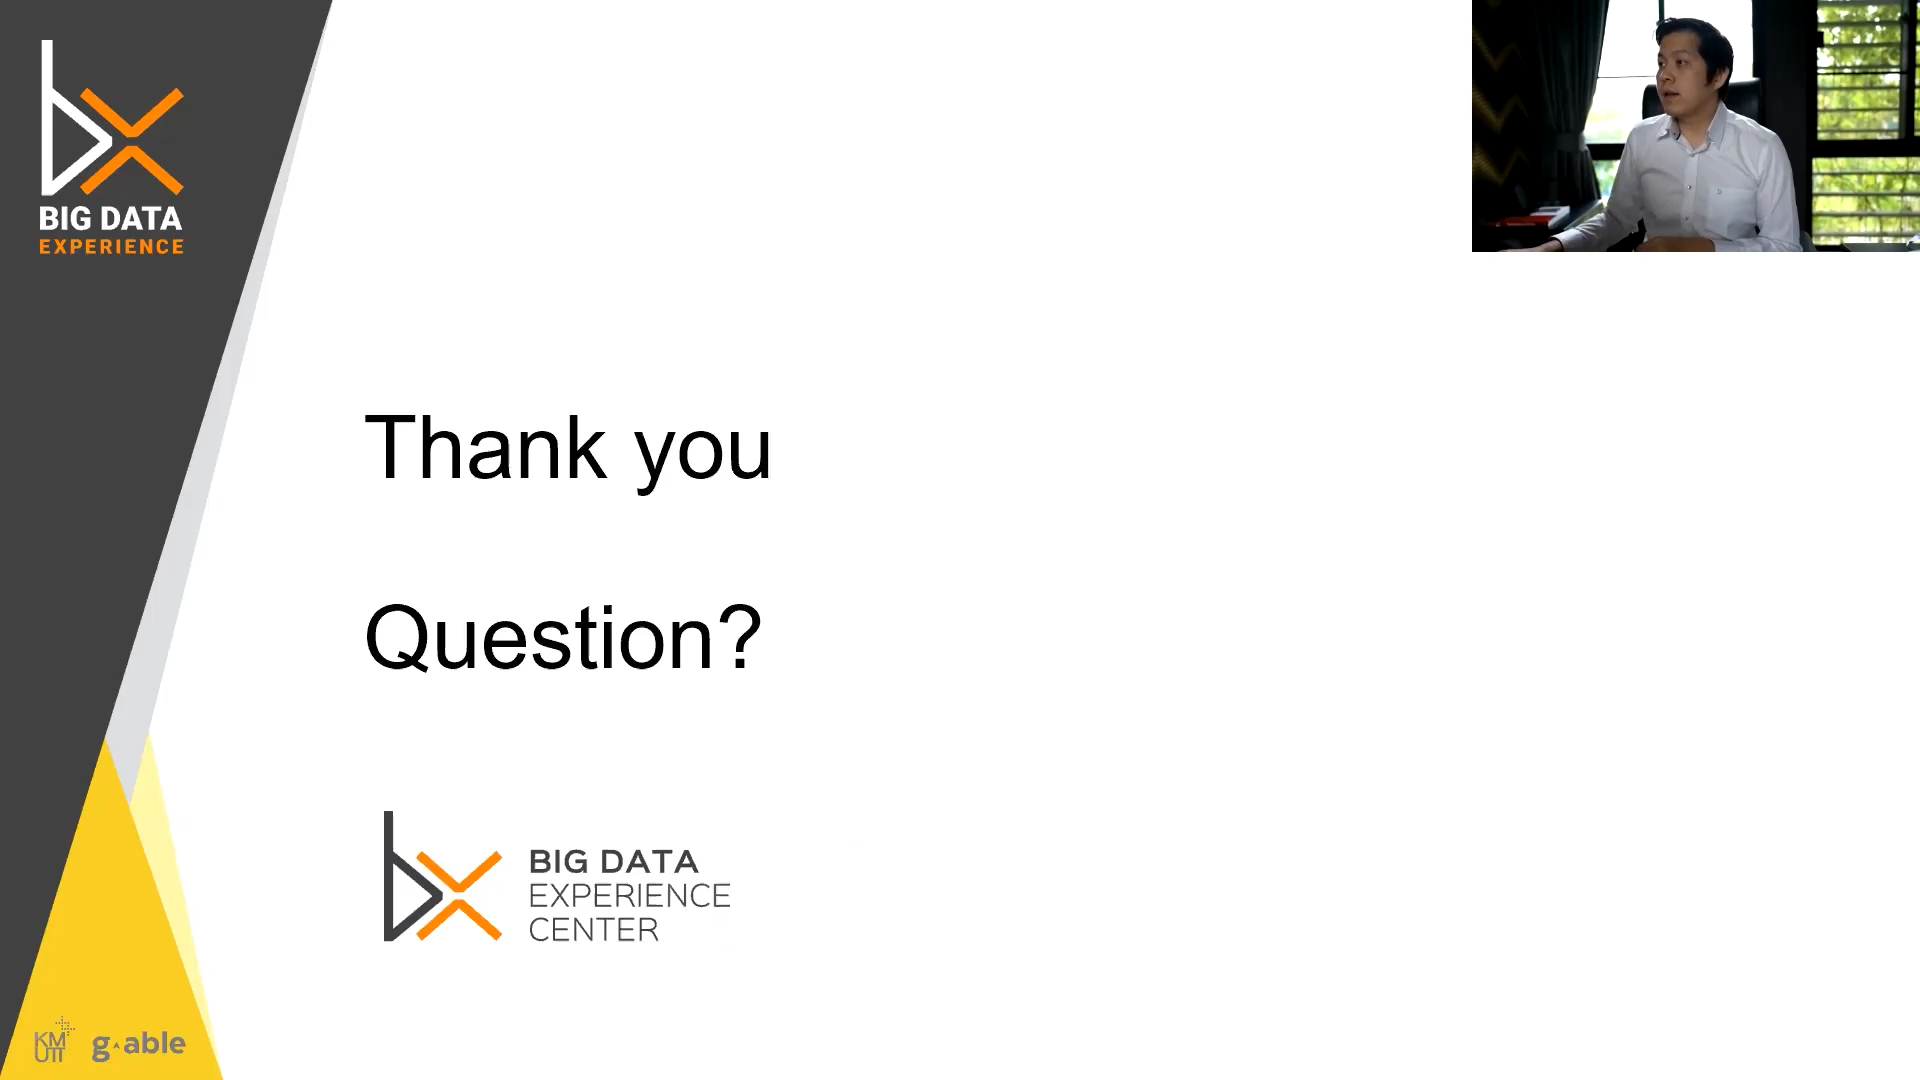 BIG DATA
EXPERIENCE
Thank you
Question?
BIG DATA
EXPERIENCE
CENTER
KM
UTT
g-able